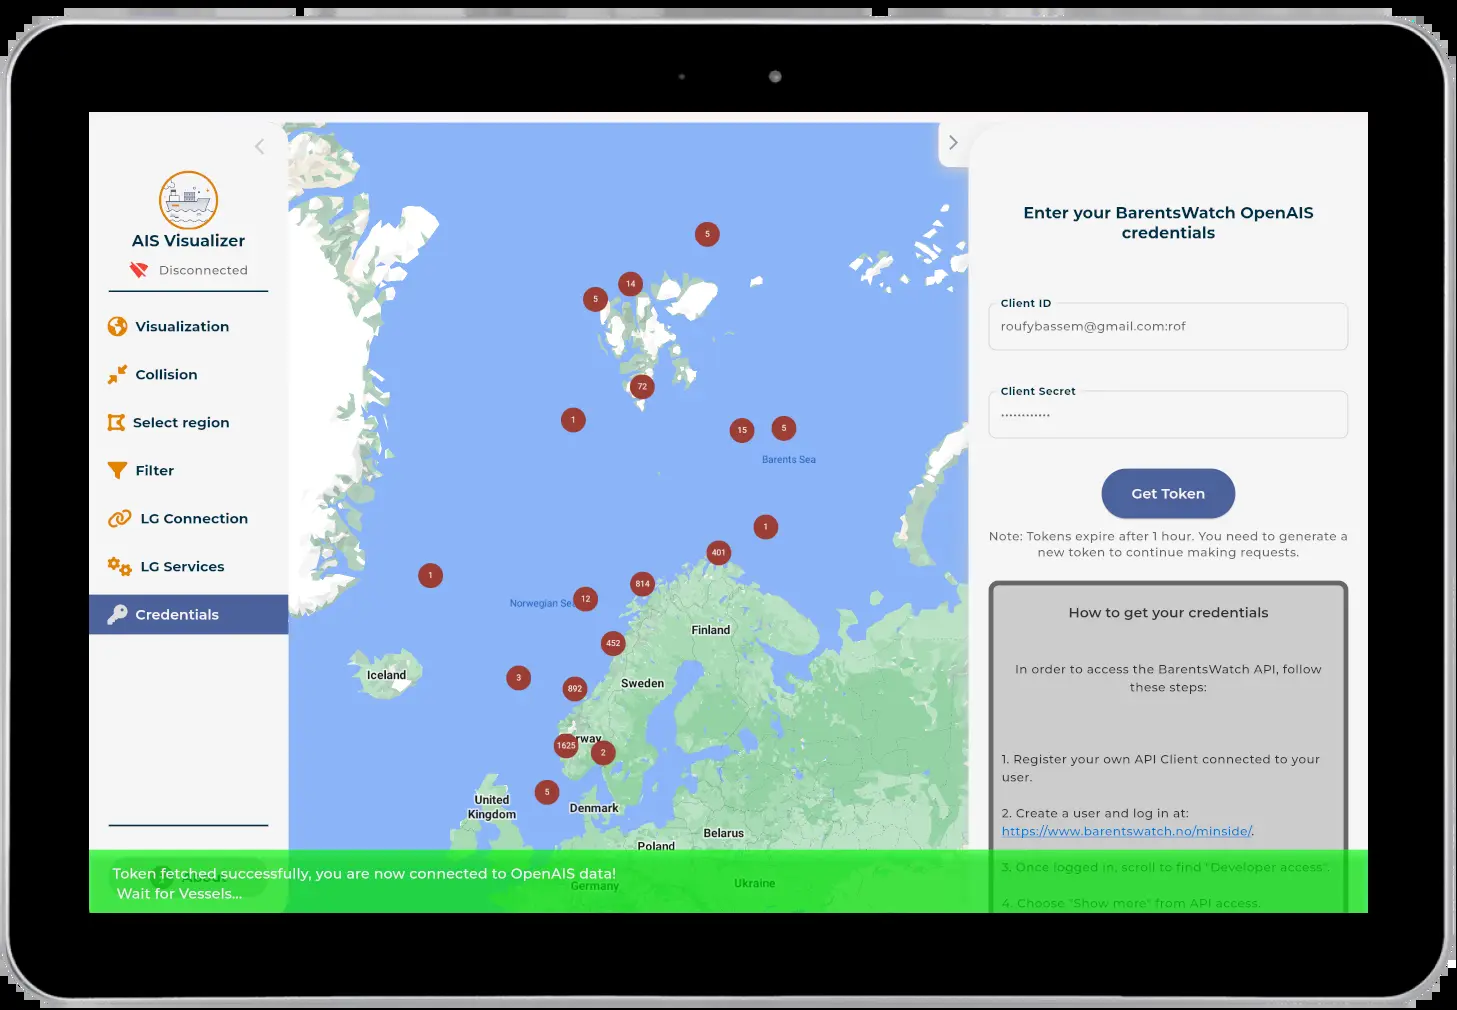 AIS Visualizer
Disconnected
Visualization
Collision
Select region
Filter
LG Connection
LG Services
Credentials
5
14
5
72
1
15
5
Barents Sea
1
401
1
814
Norwegian Sea
12
Finland
452
Iceland
3
Sweden
892
1625
rway
2
5
United
Kingdom
Denmark
Belarus
Poland
Germany
Ukraine
Enter your BarentsWatch OpenAIS
credentials
Client ID
roufybassem@gmail.com:rof
Client Secret
············
Get Token
Note: Tokens expire after 1 hour. You need to generate a
new token to continue making requests.
How to get your credentials
In order to access the BarentsWatch API, follow
these steps:
1. Register your own API Client connected to your
user.
2. Create a user and log in at:
https://www.barentswatch.no/minside/.
3. Once logged in, scroll to find "Developer access".
4. Choose "Show more" from API access.
Token fetched successfully, you are now connected to OpenAIS data!
Wait for Vessels...